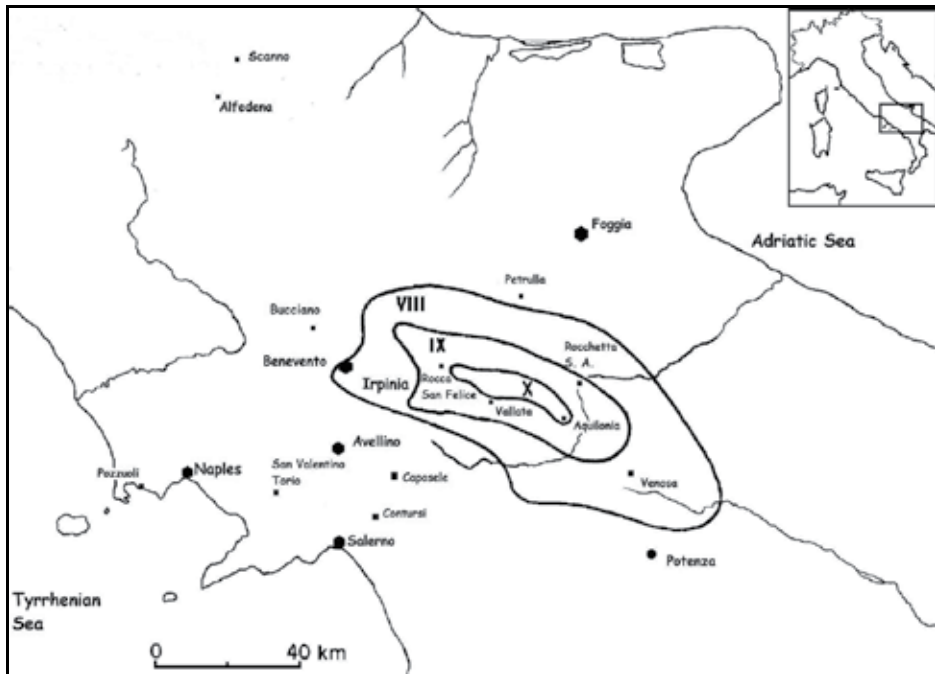 Scarno
Alfedena
Foggia
Adriatic Sea
Petrulla
VIII
Bucciano
IX
Rocchetta
S. A.
Benevento
Rocca
San Felice
Irpinia
X
Vallata
Aquilonia
Avellino
San Valentino
Torio
Caposele
Venosa
Pozzuoli
Naples
Contursi
Salerno
Potenza
Tyrrhenian
Sea
0 40 km